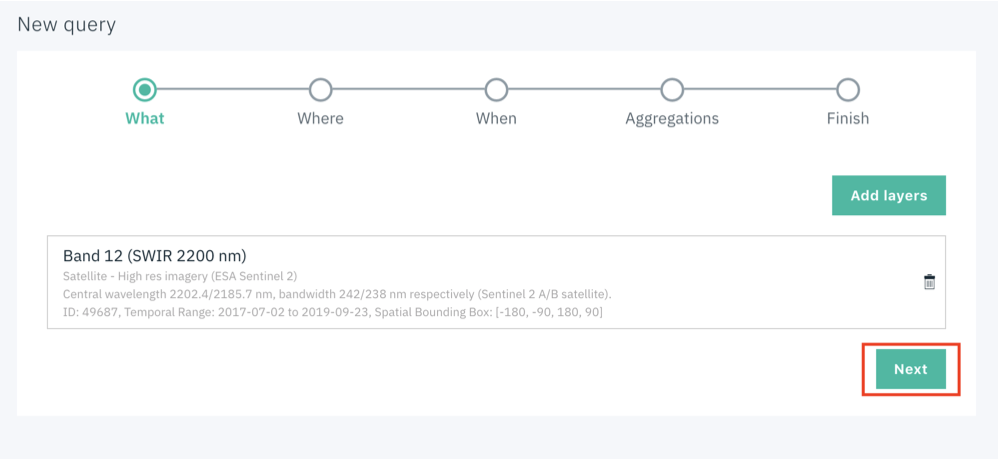 New query
What
Where
When
Aggregations
Finish
Add layers
Band 12 (SWIR 2200 nm)
Satellite - High res imagery (ESA Sentinel 2)
Central wavelength 2202.4/2185.7 nm, bandwidth 242/238 nm respectively (Sentinel 2 A/B satellite).
ID: 49687, Temporal Range: 2017-07-02 to 2019-09-23, Spatial Bounding Box: [-180, -90, 180, 90]
Next